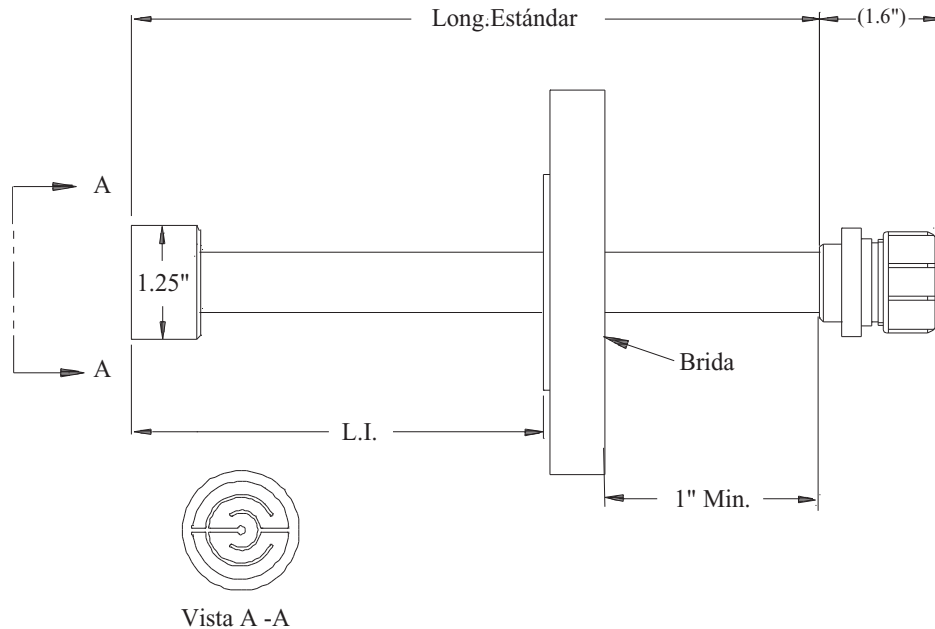 Long.Estándar
(1.6")
A
1.25"
A
Brida
L.I.
1" Min.
Vista A -A